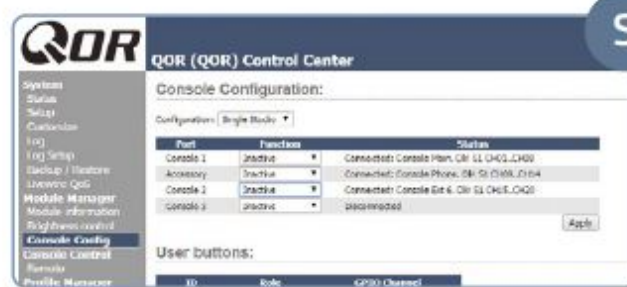 S
QOR
QOR (QOR) Control Center
System
Status
Setup
Customize
Log
Log Setup
Backup / Restore
Livewire QoS
Module Manager
Module information
Brightness control
Console Config
Console Control
Remote
Profile Manager
Console Configuration:
Configuration: Single Studio
Port Function Status
Console 1 Inactive Connected: Console Main.
Accessory Inactive Connected: Console Phone.
Console 2 Inactive Connected: Console Ext 6.
Console 3 Inactive Disconnected
Apply
User buttons:
ID Role GPIO Channel